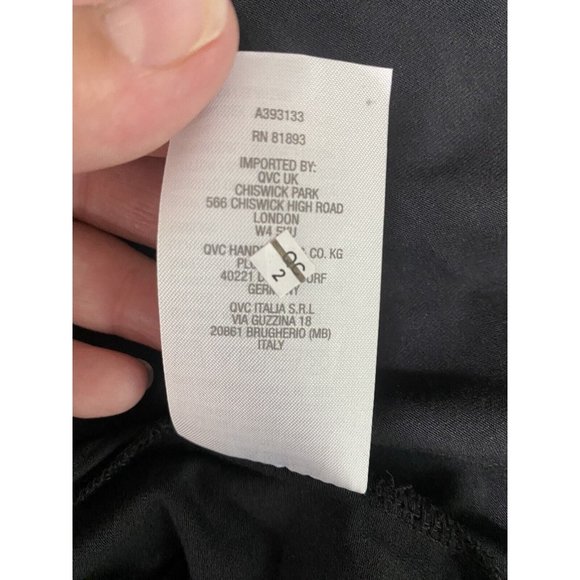 A393133
RN 81893
IMPORTED BY:
QVC UK
CHISWICK PARK
566 CHISWICK HIGH ROAD
LONDON
W4
QVC CO. KG
40221
QVC ITALIA S.R.L
VIA GUZZINA 18
20861 BRUGHERIO (MB)
ITALY
QC
2